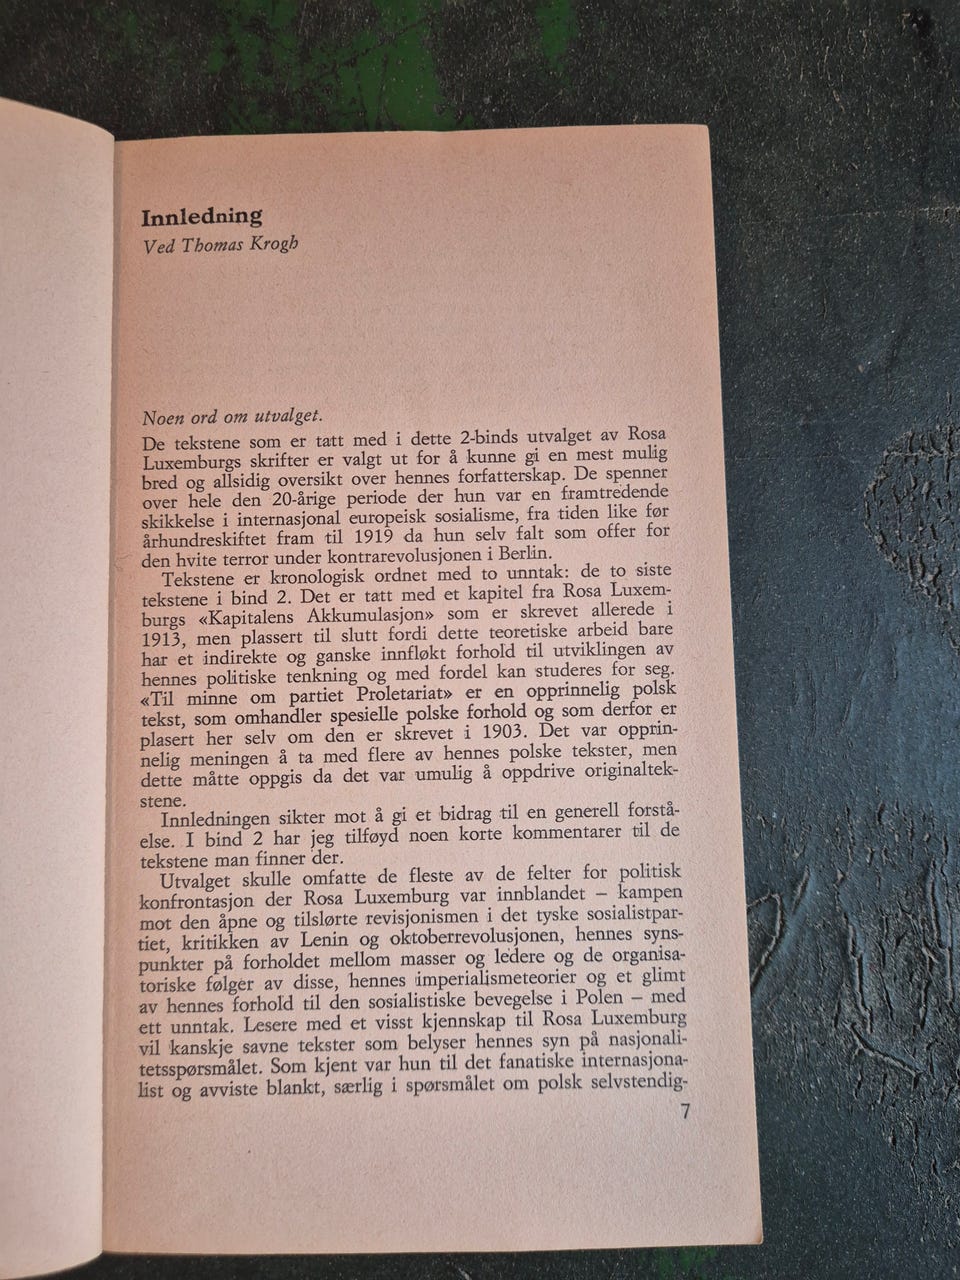 Innledning
Ved Thomas Krogh
Noen ord om utvalget.
De tekstene som er tatt med i dette 2-binds utvalget av Rosa
Luxemburgs skrifter er valgt ut for å kunne gi en mest mulig
bred og allsidig oversikt over hennes forfatterskap. De spenner
over hele den 20-årige periode der hun var en framtredende
skikkelse i internasjonal europeisk sosialisme, fra tiden like før
århundreskiftet fram til 1919 da hun selv falt som offer for
den hvite terror under kontrarevolusjonen i Berlin.
Tekstene er kronologisk ordnet med to unntak: de to siste
tekstene i bind 2. Det er tatt med et kapitel fra Rosa Luxem-
burgs «Kapitalens Akkumulasjon» som er skrevet allerede i
1913, men plassert til slutt fordi dette teoretiske arbeid bare
har et indirekte og ganske innfløkt forhold til utviklingen av
hennes politiske tenkning og med fordel kan studeres for seg.
«Til minne om partiet Proletariat» er en opprinnelig polsk
tekst, som omhandler spesielle polske forhold og som derfor er
plasert her selv om den er skrevet i 1903. Det var opprin-
nelig meningen å ta med flere av hennes polske tekster, men
dette måtte oppgis da det var umulig å oppdrive originaltek-
stene.
Innledningen sikter mot å gi et bidrag til en generell forstå-
else. I bind 2 har jeg tilføyd noen korte kommentarer til de
tekstene man finner der.
Utvalget skulle omfatte de fleste av de felter for politisk
konfrontasjon der Rosa Luxemburg var innblandet – kampen
mot den åpne og tilslørte revisjonismen i det tyske sosialistpar-
tiet, kritikken av Lenin og oktoberrevolusjonen, hennes syns-
punkter på forholdet mellom masser og ledere og de organisa-
toriske følger av disse, hennes imperialismeteorier og et glimt
av hennes forhold til den sosialistiske bevegelse i Polen – med
ett unntak. Lesere med et visst kjennskap til Rosa Luxemburg
vil kanskje savne tekster som belyser hennes syn på nasjonali-
tetsspørsmålet. Som kjent var hun til det fanatiske internasjona-
list og avviste blankt, særlig i spørsmålet om polsk selvstendig-
7